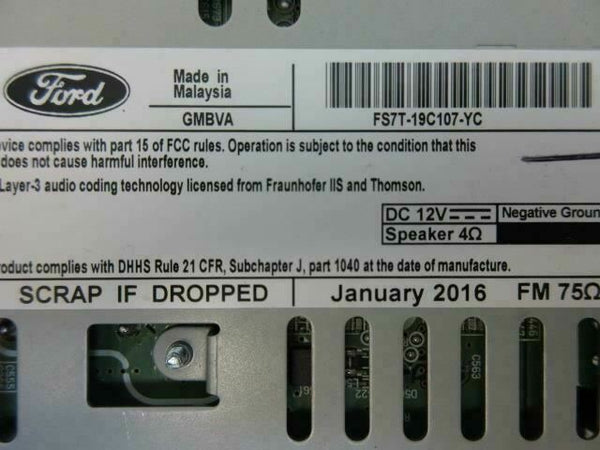 Ford
Made in
Malaysia
GMBVA
FS7T-19C107-YC
vice complies with part 15 of FCC rules. Operation is subject to the condition that this
does not cause harmful interference.
Layer-3 audio coding technology licensed from Fraunhofer IIS and Thomson.
DC 12V
Negative Groun
Speaker 4Ω
roduct complies with DHHS Rule 21 CFR, Subchapter J, part 1040 at the date of manufacture.
SCRAP IF DROPPED
January 2016
FM 75Ω
C563